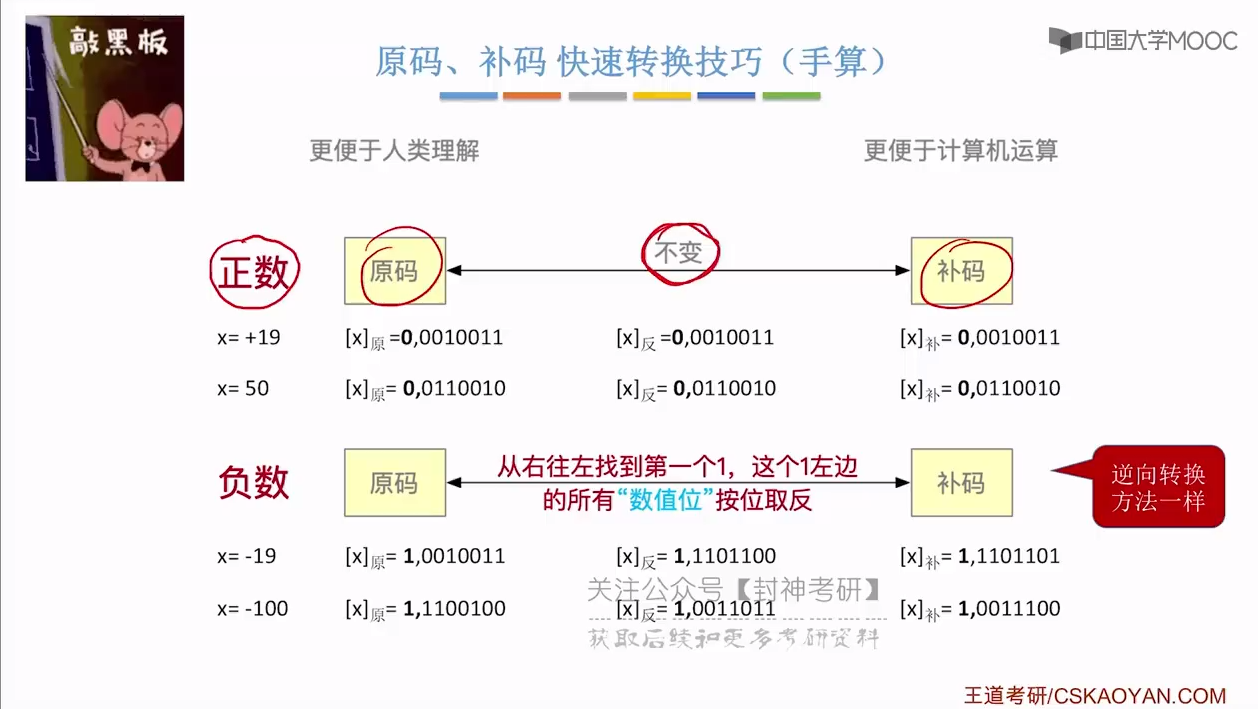 敲黑板
中国大学MOOC
原码、补码 快速转换技巧（手算）
更便于人类理解 更便于计算机运算
正数 原码 不变 补码
x= +19 [x]原 =0,0010011 [x]反 =0,0010011 [x]补= 0,0010011
x= 50 [x]原= 0,0110010 [x]反= 0,0110010 [x]补= 0,0110010
负数 原码 从右往左找到第一个1，这个1左边 补码 逆向转换
的所有“数值位”按位取反 方法一样
x= -19 [x]原= 1,0010011 [x]反= 1,1101100 [x]补= 1,1101101
关注公众号【封神考研】
x= -100 [x]原= 1,1100100 [x]反= 1,0011011 [x]补= 1,0011100
获取后续和更多考研资料
王道考研/CSKAOYAN.COM